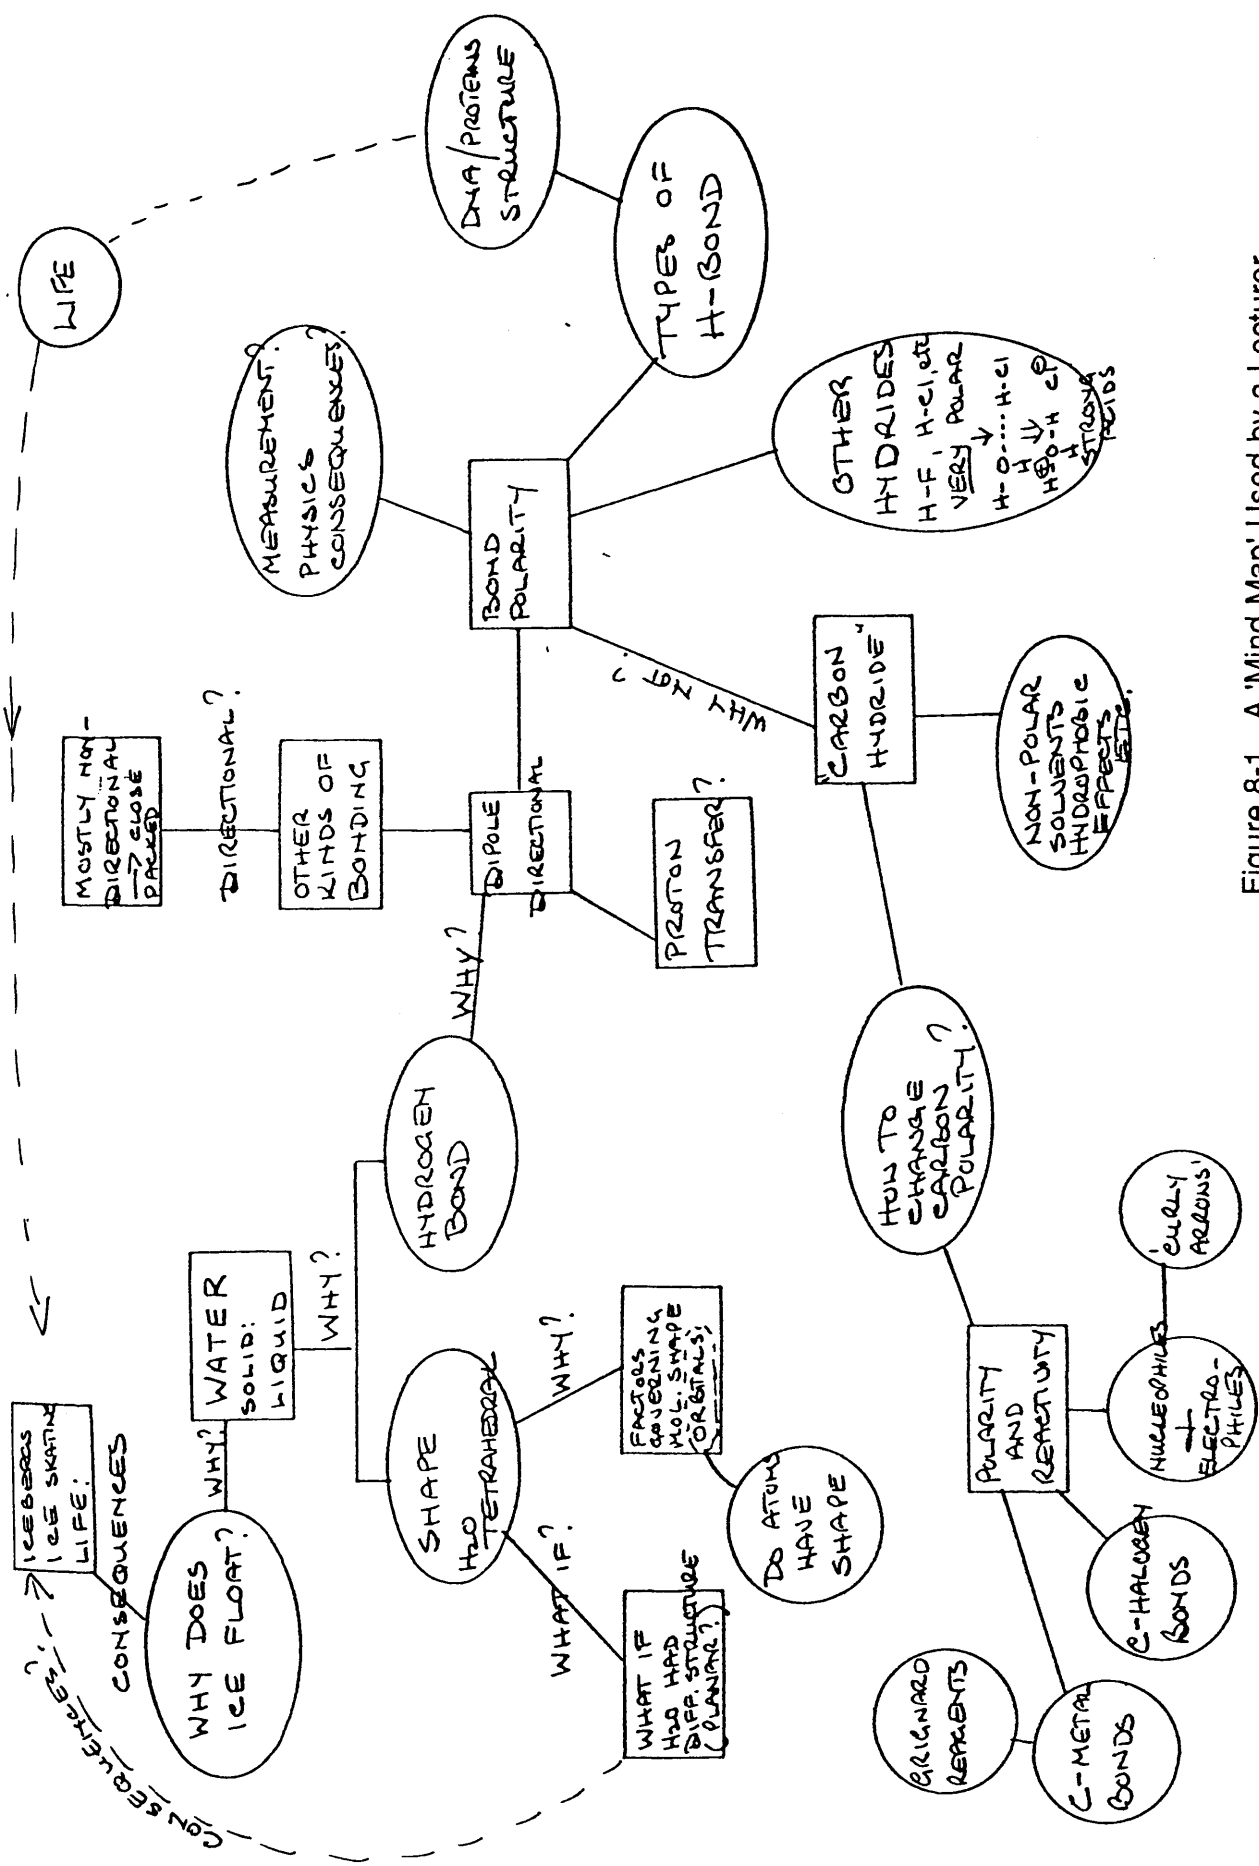 ICEBERGS
ICE SKATING
LIFE:
CONSEQUENCES
CONSEQUENCES?
WHY DOES
ICE FLOAT?
WHY?
WATER
SOLID:
LIQUID
WHY?
SHAPE
H2O
TETRAHEDRAL
HYDROGEN
BOND
WHAT IF?
WHAT IF
H2O HAD
DIFF. STRUCTURE
(PLANAR?)
WHY?
FACTORS
GOVERNING
MOL. SHAPE
(ORBITALS;
DO ATOMS
HAVE
SHAPE
WHY?
DIPOLE
DIRECTIONAL
OTHER
KINDS OF
BONDING
DIRECTIONAL?
MOSTLY NON-
DIRECTIONAL
→ CLOSE
PACKED
PROTON
TRANSFER?
BOND
POLARITY
MEASUREMENT?
PHYSICS
CONSEQUENCES?
LIFE
DNA/PROTEINS
STRUCTURE
TYPES OF
H-BOND
OTHER
HYDRIDES
H-F, H-Cl, etc
VERY POLAR
↓
H-O....H-Cl
H ⇓
H⊕O-H Cl⊖
H
STRONG
ACIDS
WHY NOT?
"CARBON
HYDRIDE"
NON-POLAR
SOLVENTS
HYDROPHOBIC
EFFECTS
ETC.
HOW TO
CHANGE
CARBON
POLARITY?
POLARITY
AND
REACTIVITY
NUCLEOPHILES
+
ELECTRO-
PHILES
'CURLY
ARROWS'
C-HALOGEN
BONDS
C-METAL
BONDS
GRIGNARD
REAGENTS
Figure 8-1 A 'Mind Map' Used by a Lecturer